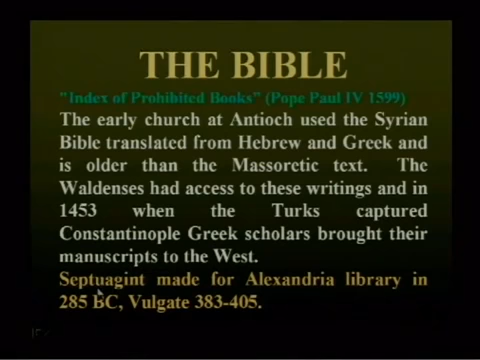 THE BIBLE
"Index of Prohibited Books" (Pope Paul IV 1599)
The early church at Antioch used the Syrian
Bible translated from Hebrew and Greek and
is older than the Massoretic text. The
Waldenses had access to these writings and in
1453 when the Turks captured
Constantinople Greek scholars brought their
manuscripts to the West.
Septuagint made for Alexandria library in
285 BC, Vulgate 383-405.